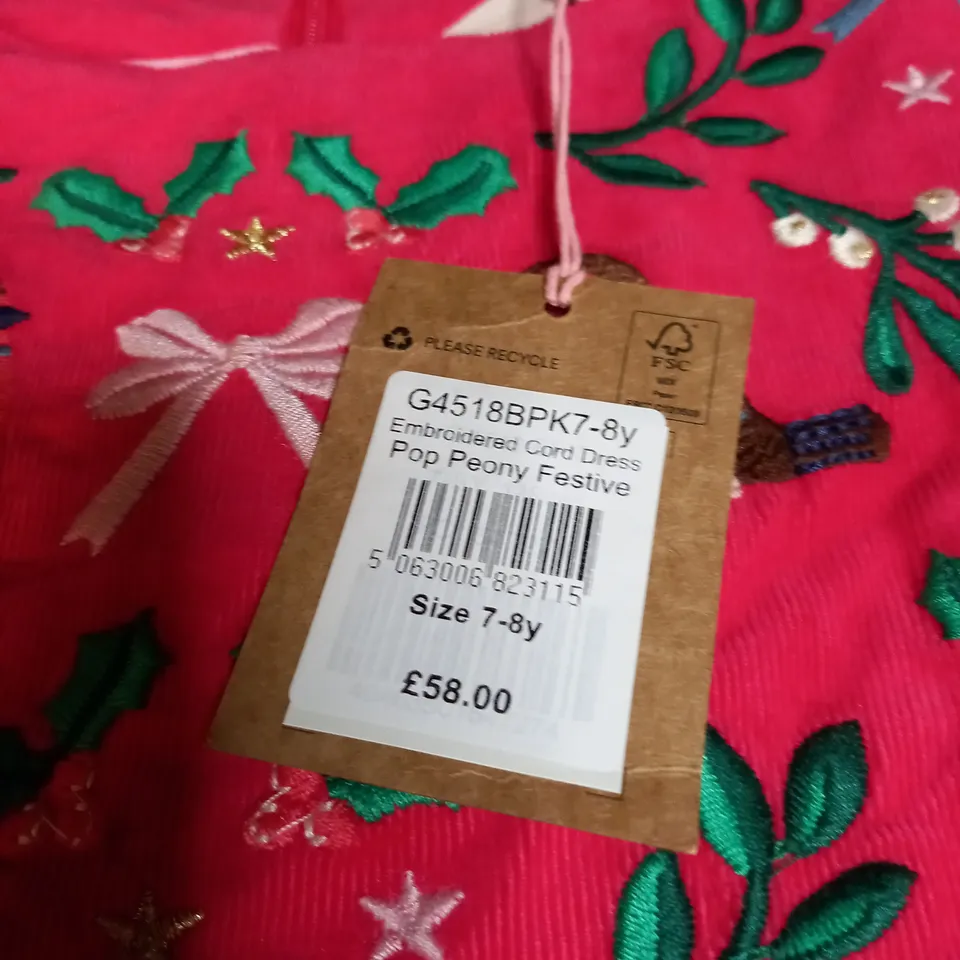 PLEASE RECYCLE
FSC
G4518BPK7-8y
Embroidered Cord Dress
Pop Peony Festive
5 063006 823115
Size 7-8y
£58.00